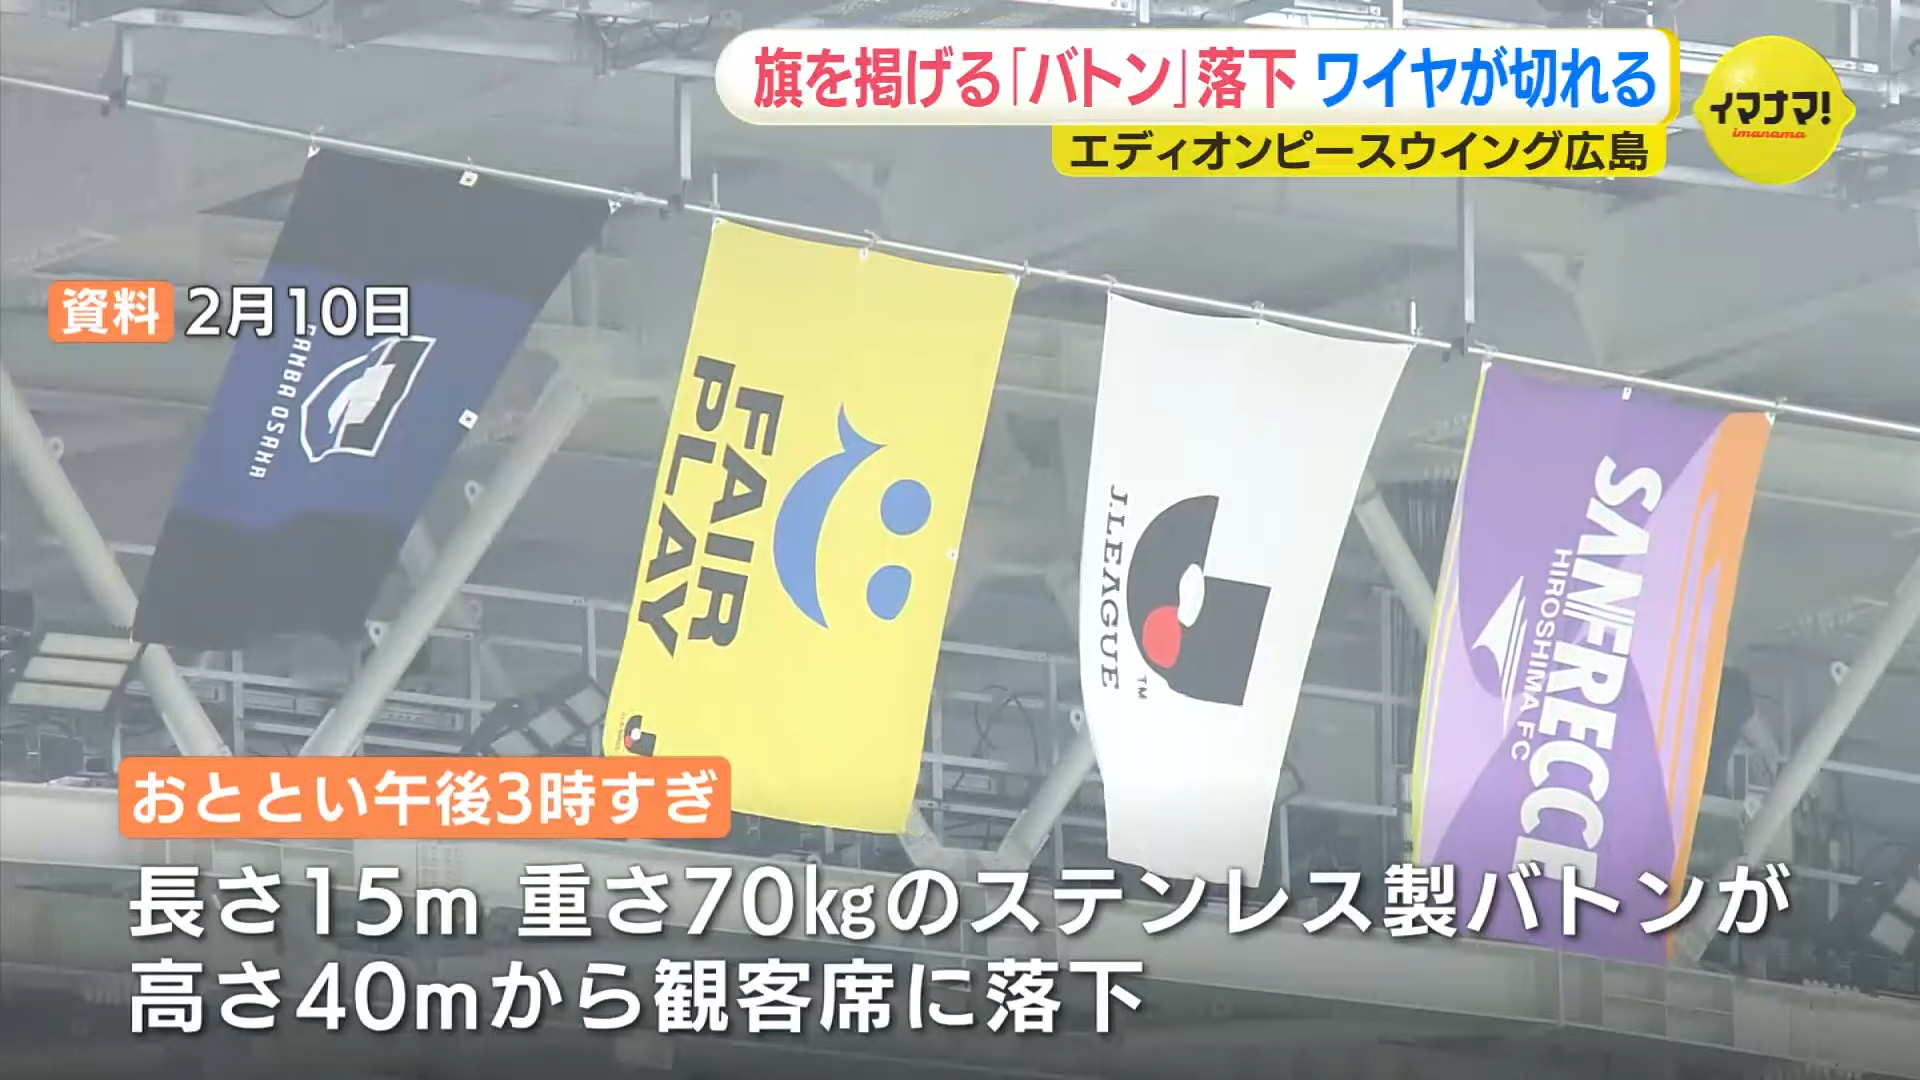 旗を掲げる「バトン」落下 ワイヤが切れる
エディオンピースウイング広島
イマナマ!
imanama
資料 2月10日
GAMBA OSAKA
FAIR
PLAY
J.LEAGUE
TM
SANFRECCE
HIROSHIMA FC
おととい午後3時すぎ
長さ15m 重さ70㎏のステンレス製バトンが
高さ40mから観客席に落下